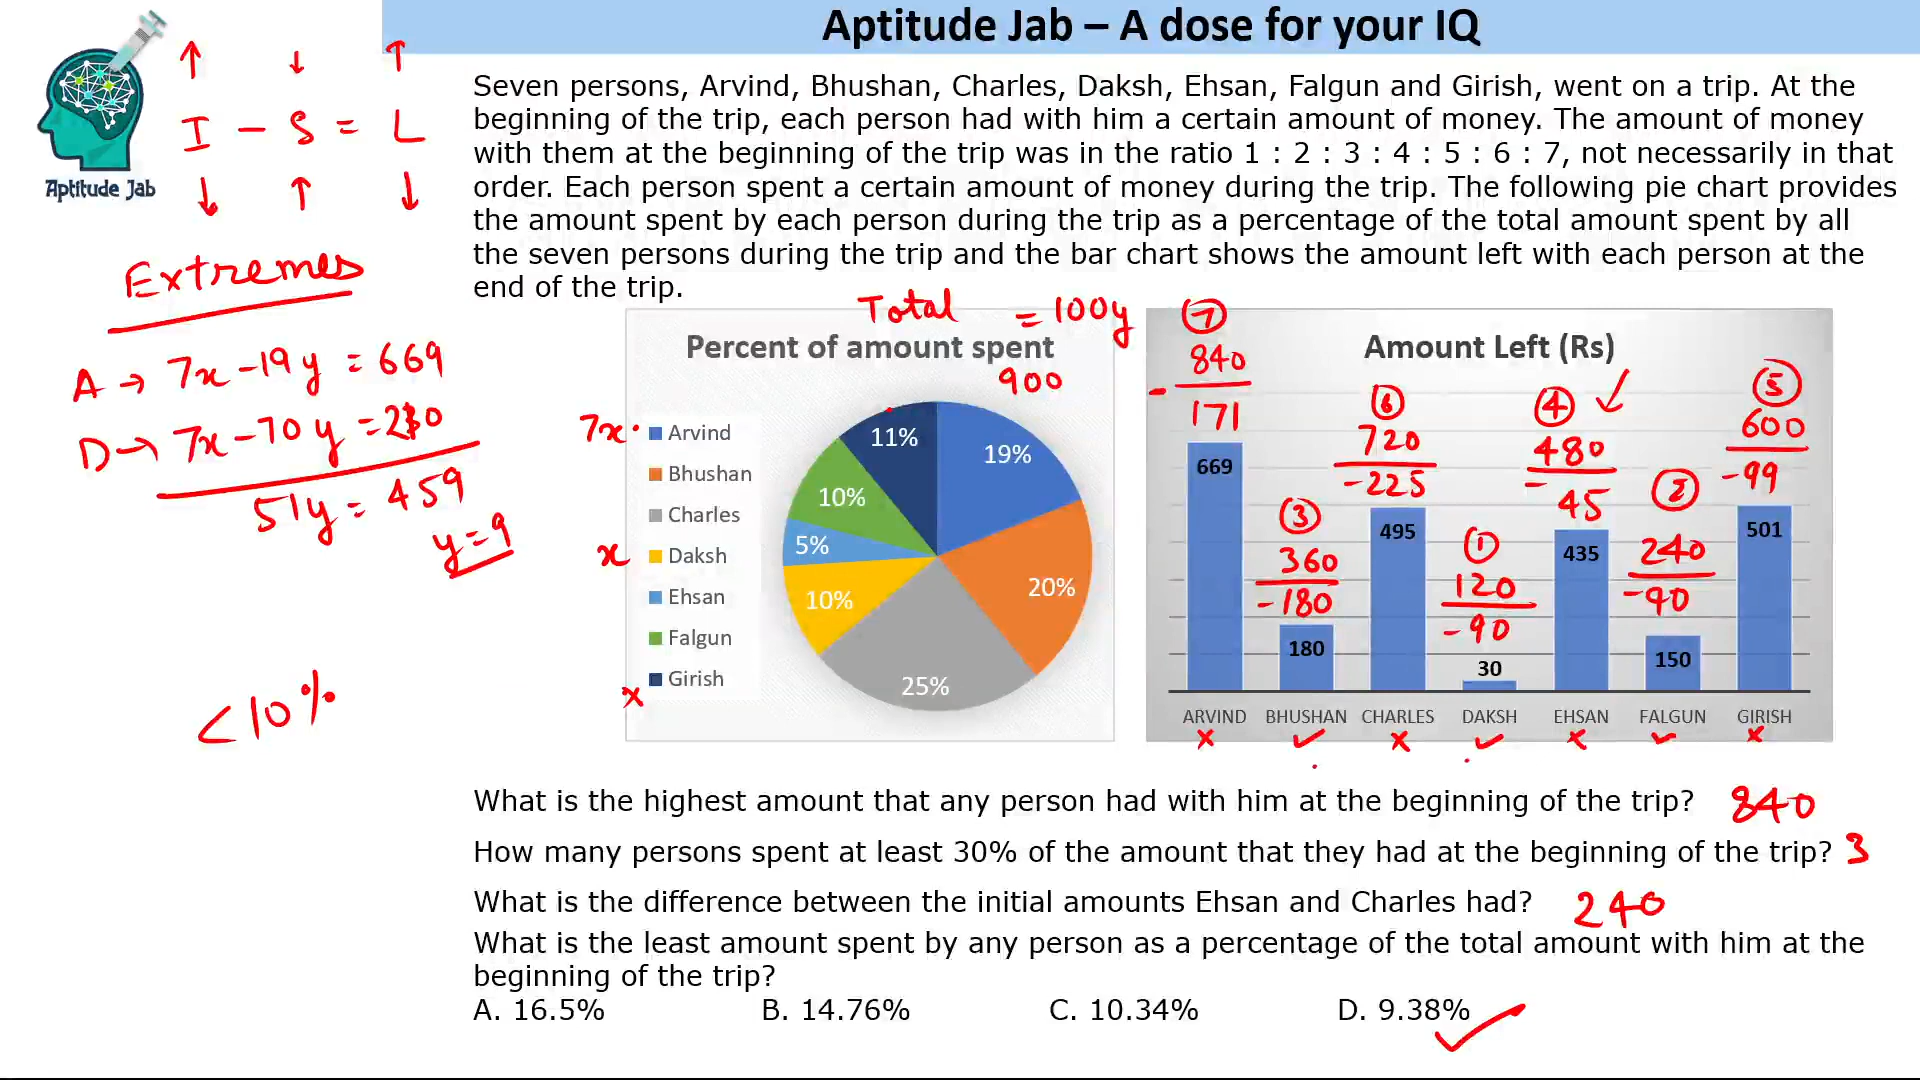 Aptitude Jab – A dose for your IQ
↑ ↓ ↑
I - S = L
↓ ↑ ↓
Aptitude Jab
Seven persons, Arvind, Bhushan, Charles, Daksh, Ehsan, Falgun and Girish, went on a trip. At the
beginning of the trip, each person had with him a certain amount of money. The amount of money
with them at the beginning of the trip was in the ratio 1 : 2 : 3 : 4 : 5 : 6 : 7, not necessarily in that
order. Each person spent a certain amount of money during the trip. The following pie chart provides
the amount spent by each person during the trip as a percentage of the total amount spent by all
the seven persons during the trip and the bar chart shows the amount left with each person at the
end of the trip.
Extremes
A → 7x - 19y = 669
D → 7x - 70y = 210
51y = 459
y = 9
< 10%
Total = 100y
Percent of amount spent
900
7x
Arvind
Bhushan
Charles
x
Daksh
Ehsan
Falgun
x
Girish
11%
19%
10%
5%
20%
10%
25%
Amount Left (Rs)
7
840
- 171
669
3
360
-180
180
6
720
-225
495
1
120
-90
30
4
480
- 45
435
2
240
-90
150
5
600
-99
501
ARVIND BHUSHAN CHARLES DAKSH EHSAN FALGUN GIRISH
x ✓ x ✓ x ✓ x
What is the highest amount that any person had with him at the beginning of the trip? 840
How many persons spent at least 30% of the amount that they had at the beginning of the trip? 3
What is the difference between the initial amounts Ehsan and Charles had? 240
What is the least amount spent by any person as a percentage of the total amount with him at the
beginning of the trip?
A. 16.5% B. 14.76% C. 10.34% D. 9.38% ✓